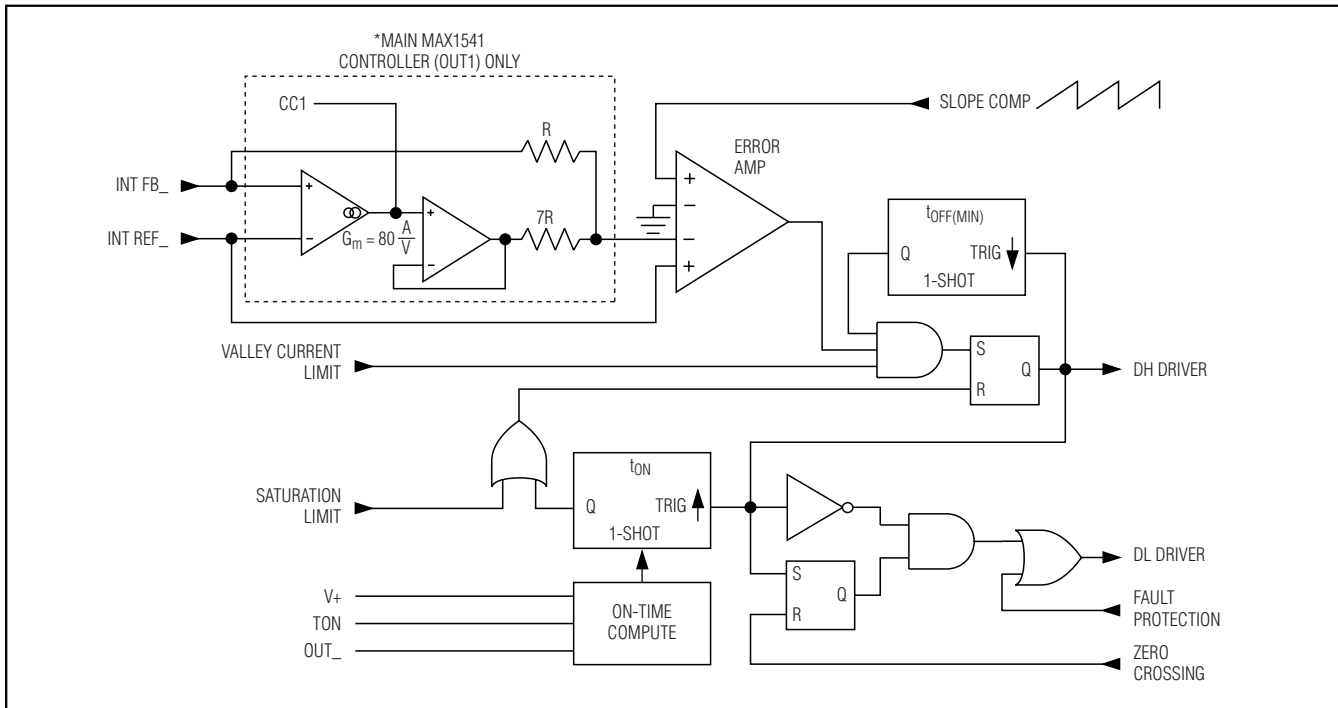 *MAIN MAX1541
CONTROLLER (OUT1) ONLY
CC1
R
SLOPE COMP
ERROR
AMP
INT FB_
+
+
−
−
+
INT REF_
−
Gm = 80 A/V
+
−
7R
tOFF(MIN)
Q
TRIG
1-SHOT
VALLEY CURRENT
LIMIT
S
Q
R
DH DRIVER
tON
Q
TRIG
1-SHOT
SATURATION
LIMIT
S
Q
R
DL DRIVER
FAULT
PROTECTION
V+
TON
OUT_
ON-TIME
COMPUTE
ZERO
CROSSING